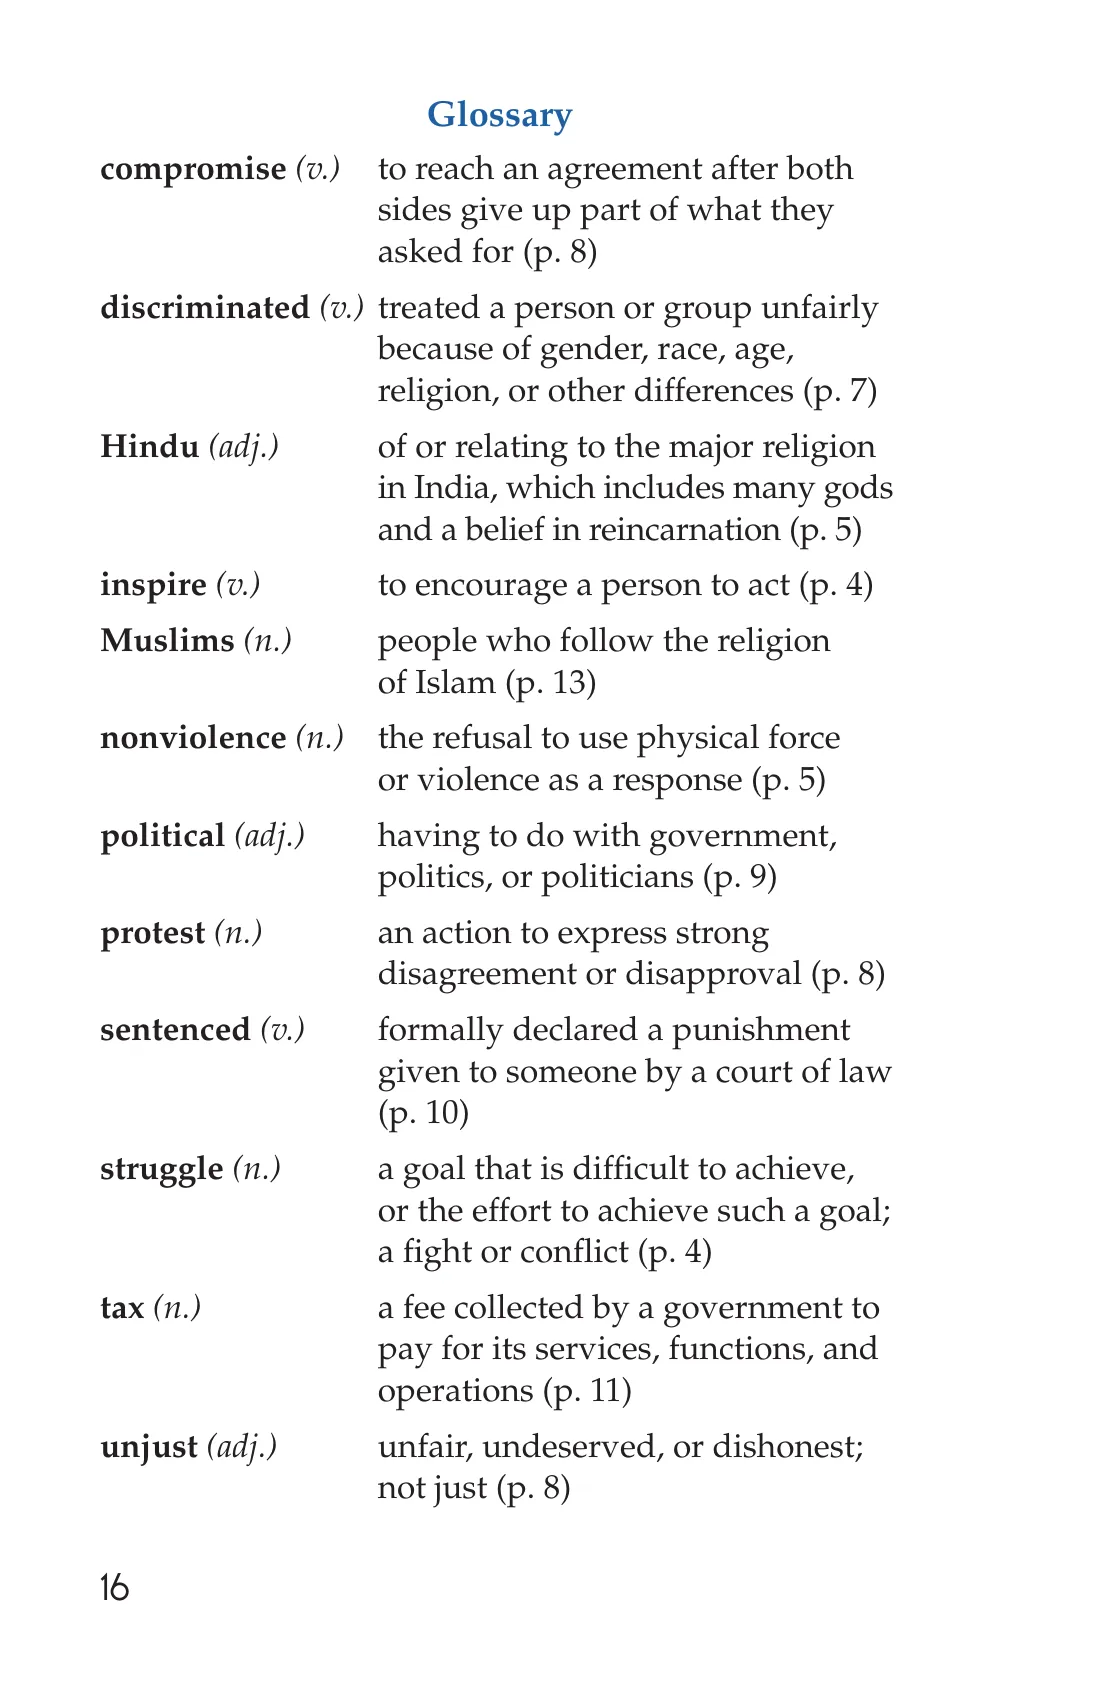 Glossary
compromise (v.) to reach an agreement after both
sides give up part of what they
asked for (p. 8)
discriminated (v.) treated a person or group unfairly
because of gender, race, age,
religion, or other differences (p. 7)
Hindu (adj.) of or relating to the major religion
in India, which includes many gods
and a belief in reincarnation (p. 5)
inspire (v.) to encourage a person to act (p. 4)
Muslims (n.) people who follow the religion
of Islam (p. 13)
nonviolence (n.) the refusal to use physical force
or violence as a response (p. 5)
political (adj.) having to do with government,
politics, or politicians (p. 9)
protest (n.) an action to express strong
disagreement or disapproval (p. 8)
sentenced (v.) formally declared a punishment
given to someone by a court of law
(p. 10)
struggle (n.) a goal that is difficult to achieve,
or the effort to achieve such a goal;
a fight or conflict (p. 4)
tax (n.) a fee collected by a government to
pay for its services, functions, and
operations (p. 11)
unjust (adj.) unfair, undeserved, or dishonest;
not just (p. 8)
16